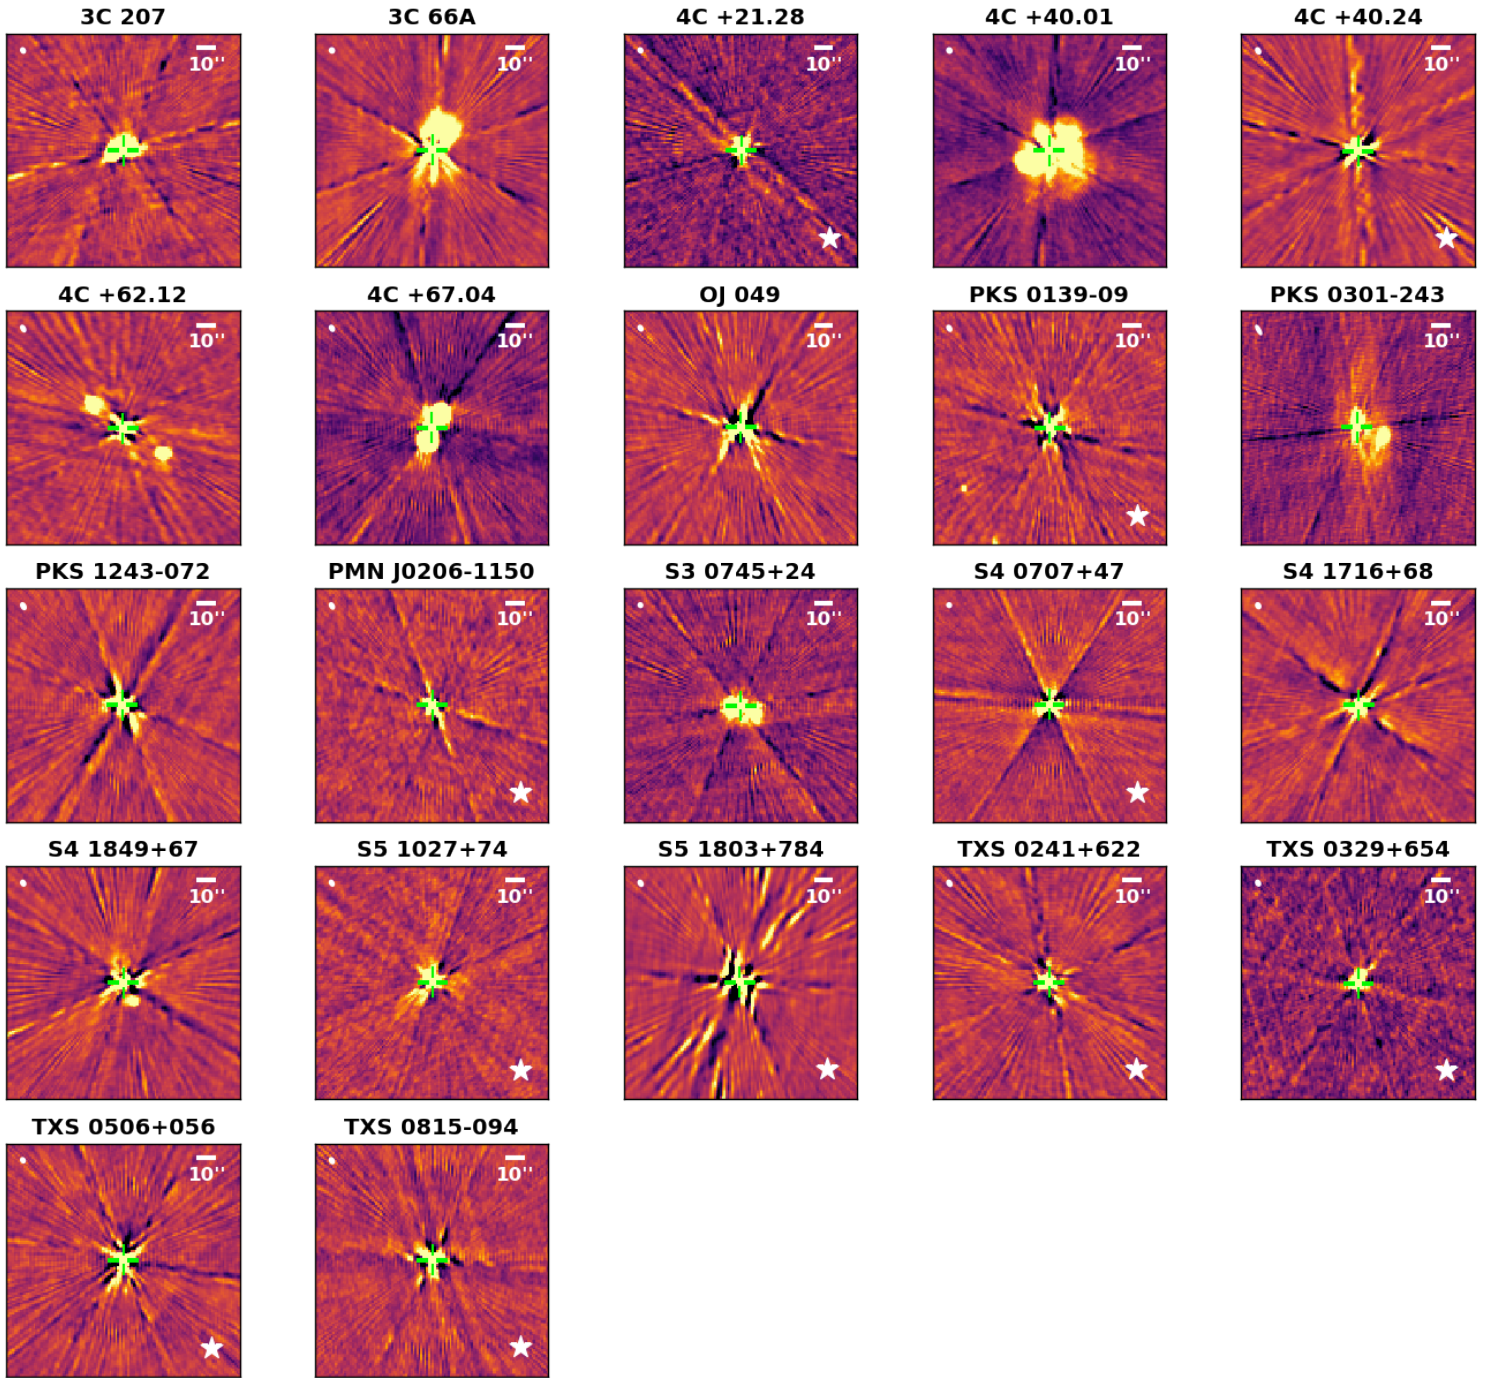 3C 207
3C 66A
4C +21.28
4C +40.01
4C +40.24
10''
10''
10''
10''
10''
4C +62.12
4C +67.04
OJ 049
PKS 0139-09
PKS 0301-243
10''
10''
10''
10''
10''
PKS 1243-072
PMN J0206-1150
S3 0745+24
S4 0707+47
S4 1716+68
10''
10''
10''
10''
10''
S4 1849+67
S5 1027+74
S5 1803+784
TXS 0241+622
TXS 0329+654
10''
10''
10''
10''
10''
TXS 0506+056
TXS 0815-094
10''
10''